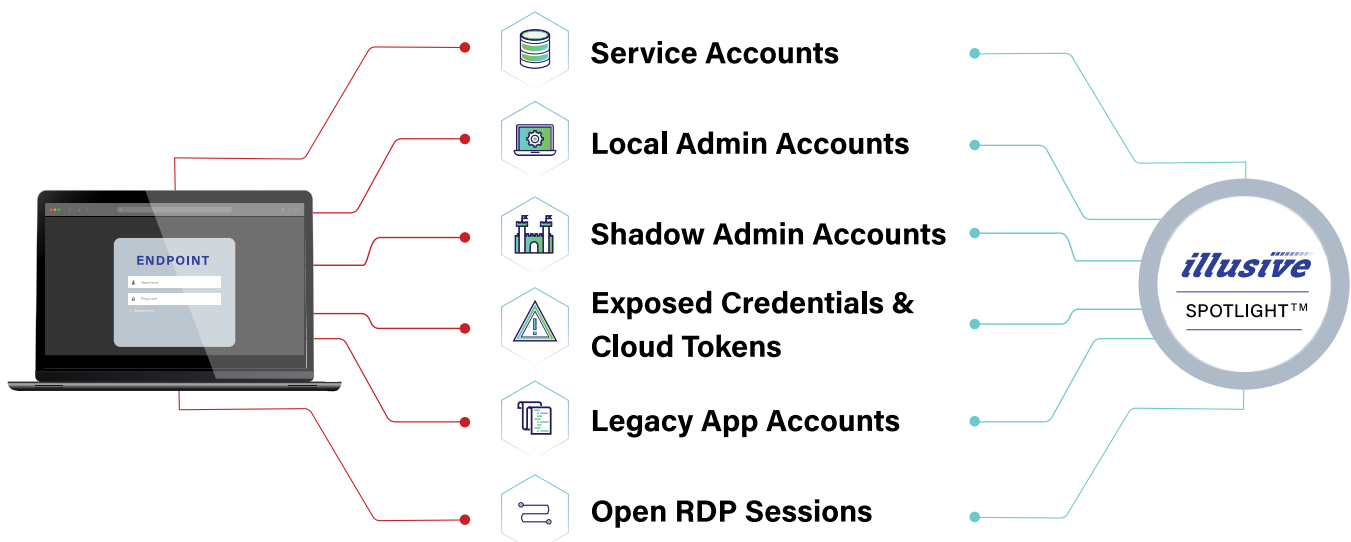 Service Accounts
Local Admin Accounts
Shadow Admin Accounts
Exposed Credentials &
Cloud Tokens
Legacy App Accounts
Open RDP Sessions
ENDPOINT
illusive
SPOTLIGHT™